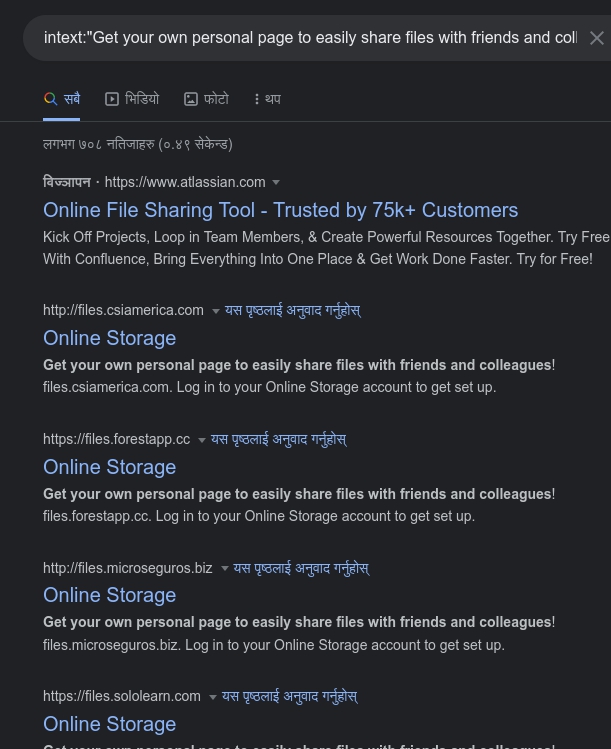 intext:"Get your own personal page to easily share files with friends and coll
सबै भिडियो फोटो थप
लगभग ७०८ नतिजाहरु (०.४९ सेकेन्ड)
विज्ञापन · https://www.atlassian.com
Online File Sharing Tool - Trusted by 75k+ Customers
Kick Off Projects, Loop in Team Members, & Create Powerful Resources Together. Try Free
With Confluence, Bring Everything Into One Place & Get Work Done Faster. Try for Free!
http://files.csiamerica.com यस पृष्ठलाई अनुवाद गर्नुहोस्
Online Storage
Get your own personal page to easily share files with friends and colleagues!
files.csiamerica.com. Log in to your Online Storage account to get set up.
https://files.forestapp.cc यस पृष्ठलाई अनुवाद गर्नुहोस्
Online Storage
Get your own personal page to easily share files with friends and colleagues!
files.forestapp.cc. Log in to your Online Storage account to get set up.
http://files.microseguros.biz यस पृष्ठलाई अनुवाद गर्नुहोस्
Online Storage
Get your own personal page to easily share files with friends and colleagues!
files.microseguros.biz. Log in to your Online Storage account to get set up.
https://files.sololearn.com यस पृष्ठलाई अनुवाद गर्नुहोस्
Online Storage